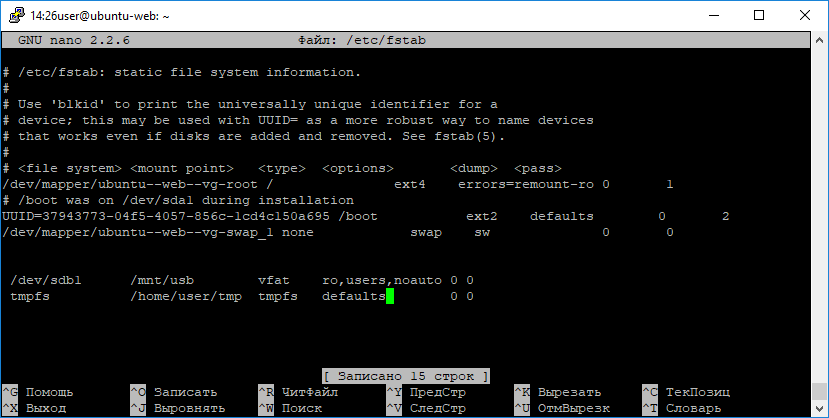 14:26user@ubuntu-web: ~
GNU nano 2.2.6 Файл: /etc/fstab
# /etc/fstab: static file system information.
#
# Use 'blkid' to print the universally unique identifier for a
# device; this may be used with UUID= as a more robust way to name devices
# that works even if disks are added and removed. See fstab(5).
#
# <file system> <mount point>   <type>  <options>       <dump>  <pass>
/dev/mapper/ubuntu--web--vg-root /               ext4    errors=remount-ro 0       1
# /boot was on /dev/sda1 during installation
UUID=37943773-04f5-4057-856c-1cd4c150a695 /boot           ext2    defaults        0       2
/dev/mapper/ubuntu--web--vg-swap_1 none            swap    sw              0       0
/dev/sdb1      /mnt/usb        vfat    ro,users,noauto 0 0
tmpfs          /home/user/tmp  tmpfs   defaults        0 0
[ Записано 15 строк ]
^G Помощь ^O Записать ^R ЧитФайл ^Y ПредСтр ^K Вырезать ^C ТекПозиц
^X Выход ^J Выровнять ^W Поиск ^V СледСтр ^U ОтмВырезк ^T Словарь